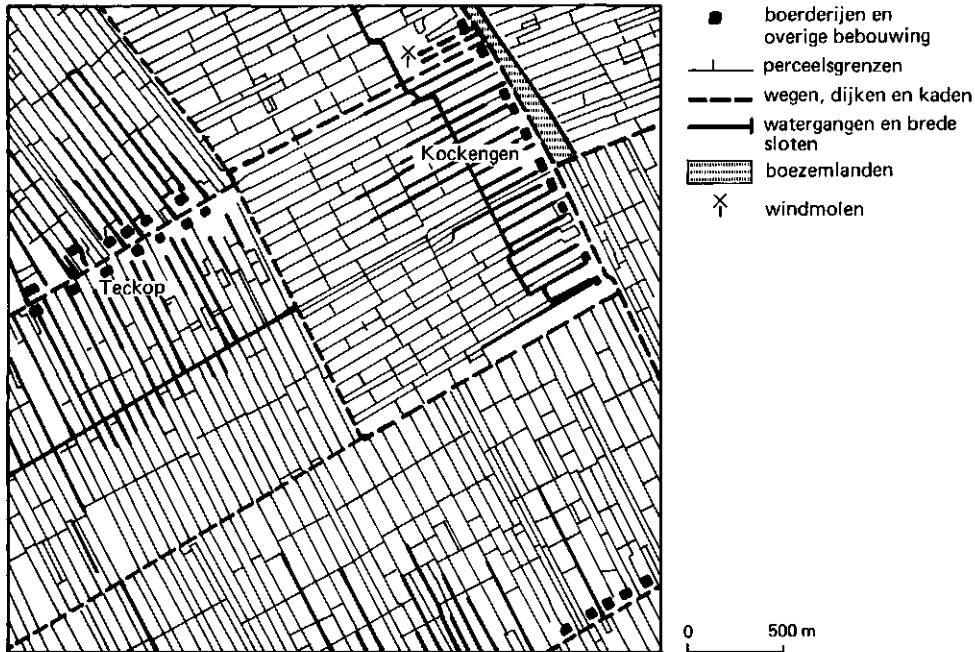 boerderijen en
overige bebouwing
perceelsgrenzen
wegen, dijken en kaden
watergangen en brede
sloten
boezemlanden
windmolen
Kockengen
Teckop
0 500 m